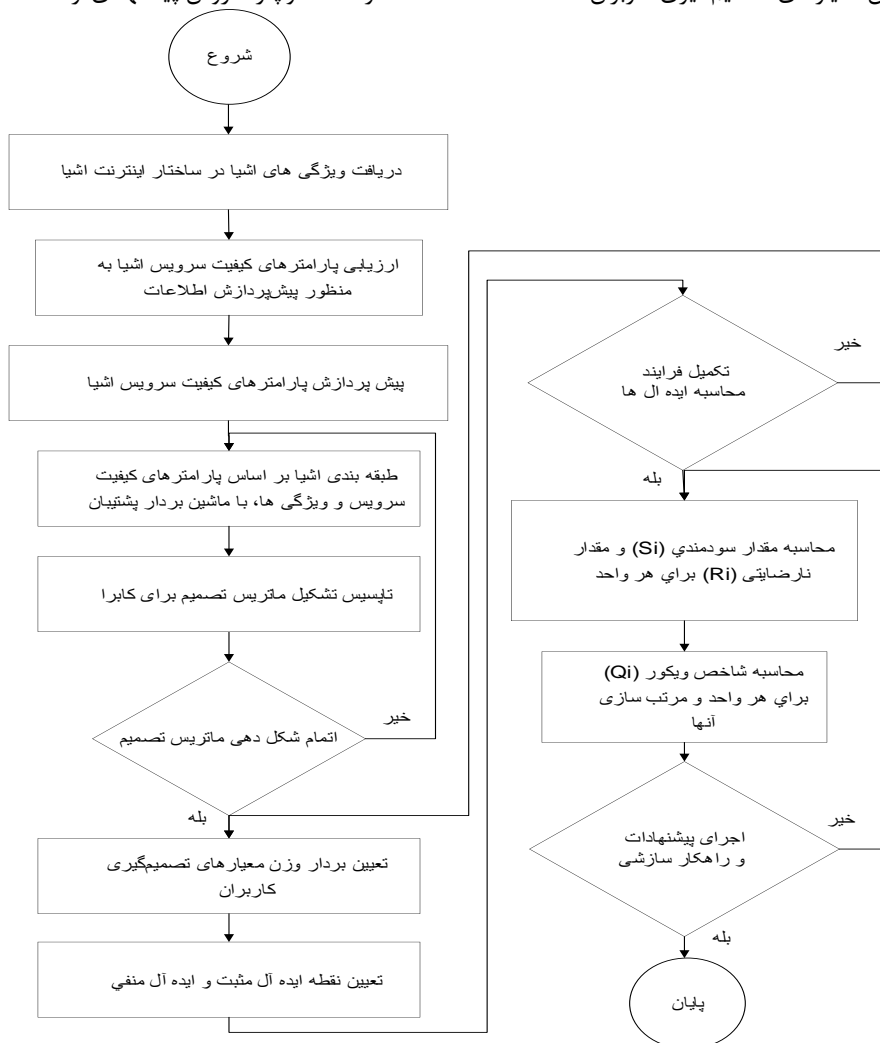 شروع
دریافت ویژگی های اشیا در ساختار اینترنت اشیا
ارزیابی پارامترهای کیفیت سرویس اشیا به
منظور پیش‌پردازش اطلاعات
پیش پردازش پارامترهای کیفیت سرویس اشیا
طبقه بندی اشیا بر اساس پارامترهای کیفیت
سرویس و ویژگی ها، با ماشین بردار پشتیبان
تاپسیس تشکیل ماتریس تصمیم برای کابرا
اتمام شکل دهی ماتریس تصمیم
خیر
بله
تعیین بردار وزن معیارهای تصمیم‌گیری
کاربران
تعیین نقطه ایده آل مثبت و ایده آل منفي
تکمیل فرایند
محاسبه ایده ال ها
خیر
بله
محاسبه مقدار سودمندي (Si) و مقدار
نارضایتی (Ri) براي هر واحد
محاسبه شاخص ویکور (Qi)
براي هر واحد و مرتب سازی
آنها
اجرای پیشنهادات
و راهکار سازشی
خیر
بله
پایان